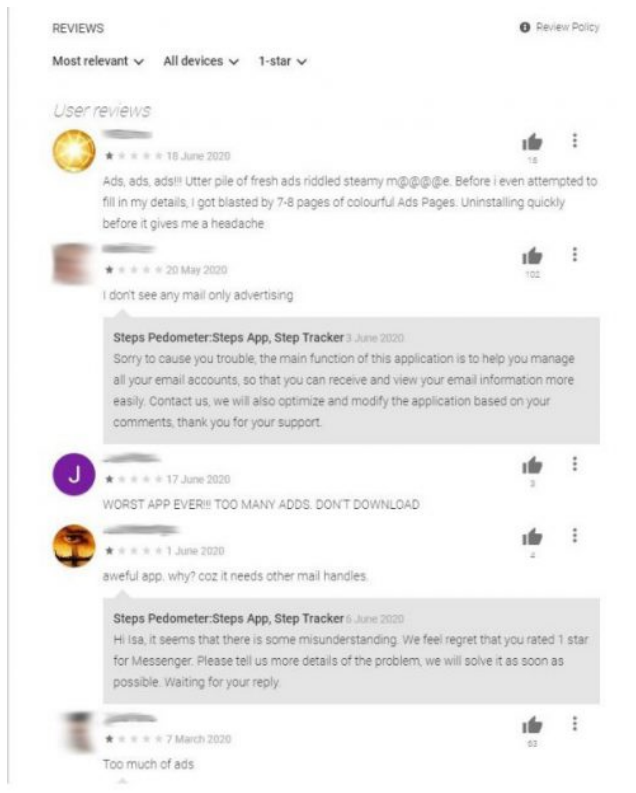 REVIEWS
Review Policy
Most relevant All devices 1-star
User reviews
18 June 2020
18
Ads, ads, ads!!! Utter pile of fresh ads riddled steamy m@@@@e. Before i even attempted to
fill in my details, I got blasted by 7-8 pages of colourful Ads Pages. Uninstalling quickly
before it gives me a headache
20 May 2020
102
I don't see any mail only advertising
Steps Pedometer:Steps App, Step Tracker 3 June 2020
Sorry to cause you trouble, the main function of this application is to help you manage
all your email accounts, so that you can receive and view your email information more
easily. Contact us, we will also optimize and modify the application based on your
comments, thank you for your support.
J
17 June 2020
3
WORST APP EVER!!! TOO MANY ADDS. DON'T DOWNLOAD
1 June 2020
4
aweful app. why? coz it needs other mail handles.
Steps Pedometer:Steps App, Step Tracker 6 June 2020
Hi Isa, it seems that there is some misunderstanding. We feel regret that you rated 1 star
for Messenger. Please tell us more details of the problem, we will solve it as soon as
possible. Waiting for your reply.
7 March 2020
63
Too much of ads